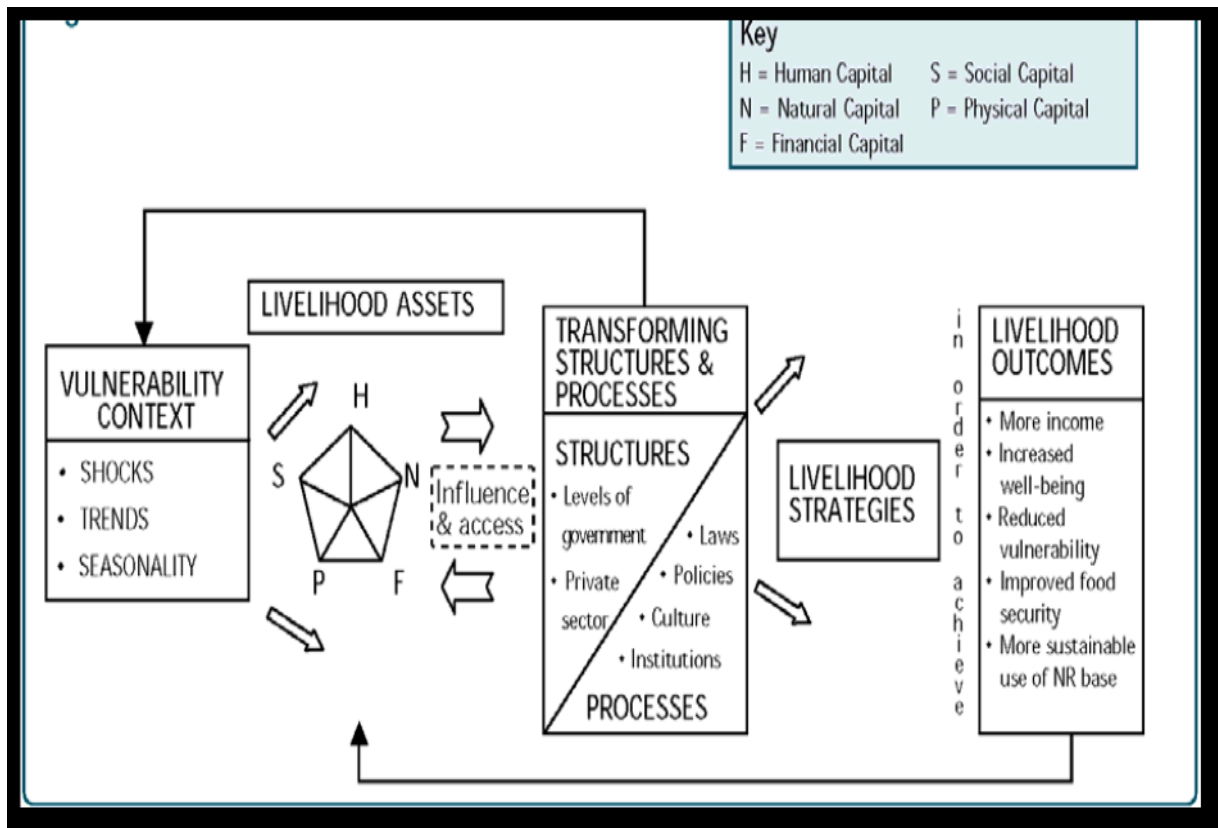 Key
H = Human Capital S = Social Capital
N = Natural Capital P = Physical Capital
F = Financial Capital
LIVELIHOOD ASSETS
VULNERABILITY
CONTEXT
• SHOCKS
• TRENDS
• SEASONALITY
H
S
N
P
F
Influence
& access
TRANSFORMING
STRUCTURES &
PROCESSES
STRUCTURES
• Levels of
government
• Private
sector
• Laws
• Policies
• Culture
• Institutions
PROCESSES
LIVELIHOOD
STRATEGIES
in order to achieve
LIVELIHOOD
OUTCOMES
• More income
• Increased
well-being
• Reduced
vulnerability
• Improved food
security
• More sustainable
use of NR base